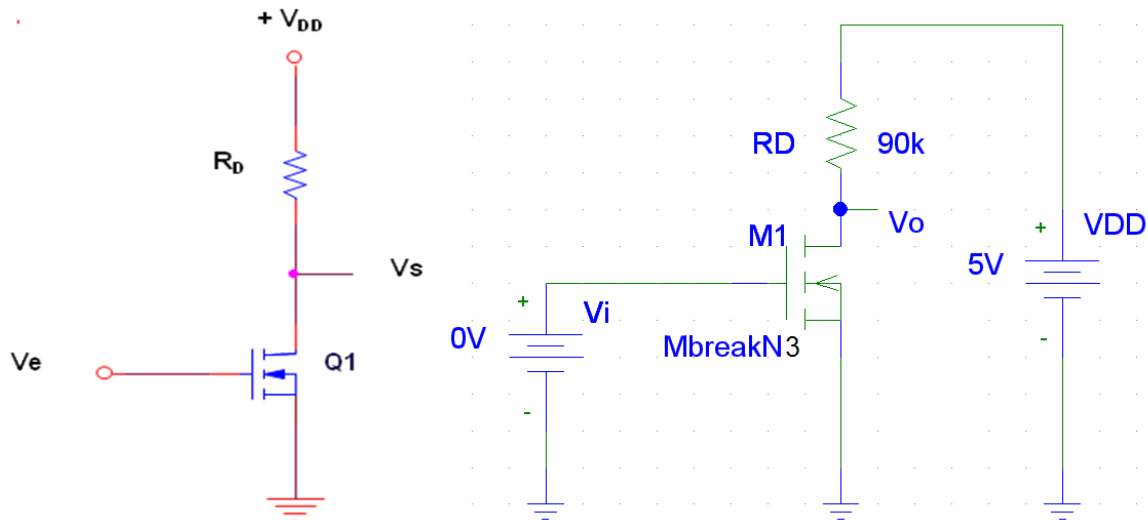 + VDD
RD
Vs
Ve
Q1
RD 90k
Vo
M1
VDD
+
5V
-
+
Vi
0V
MbreakN3
-